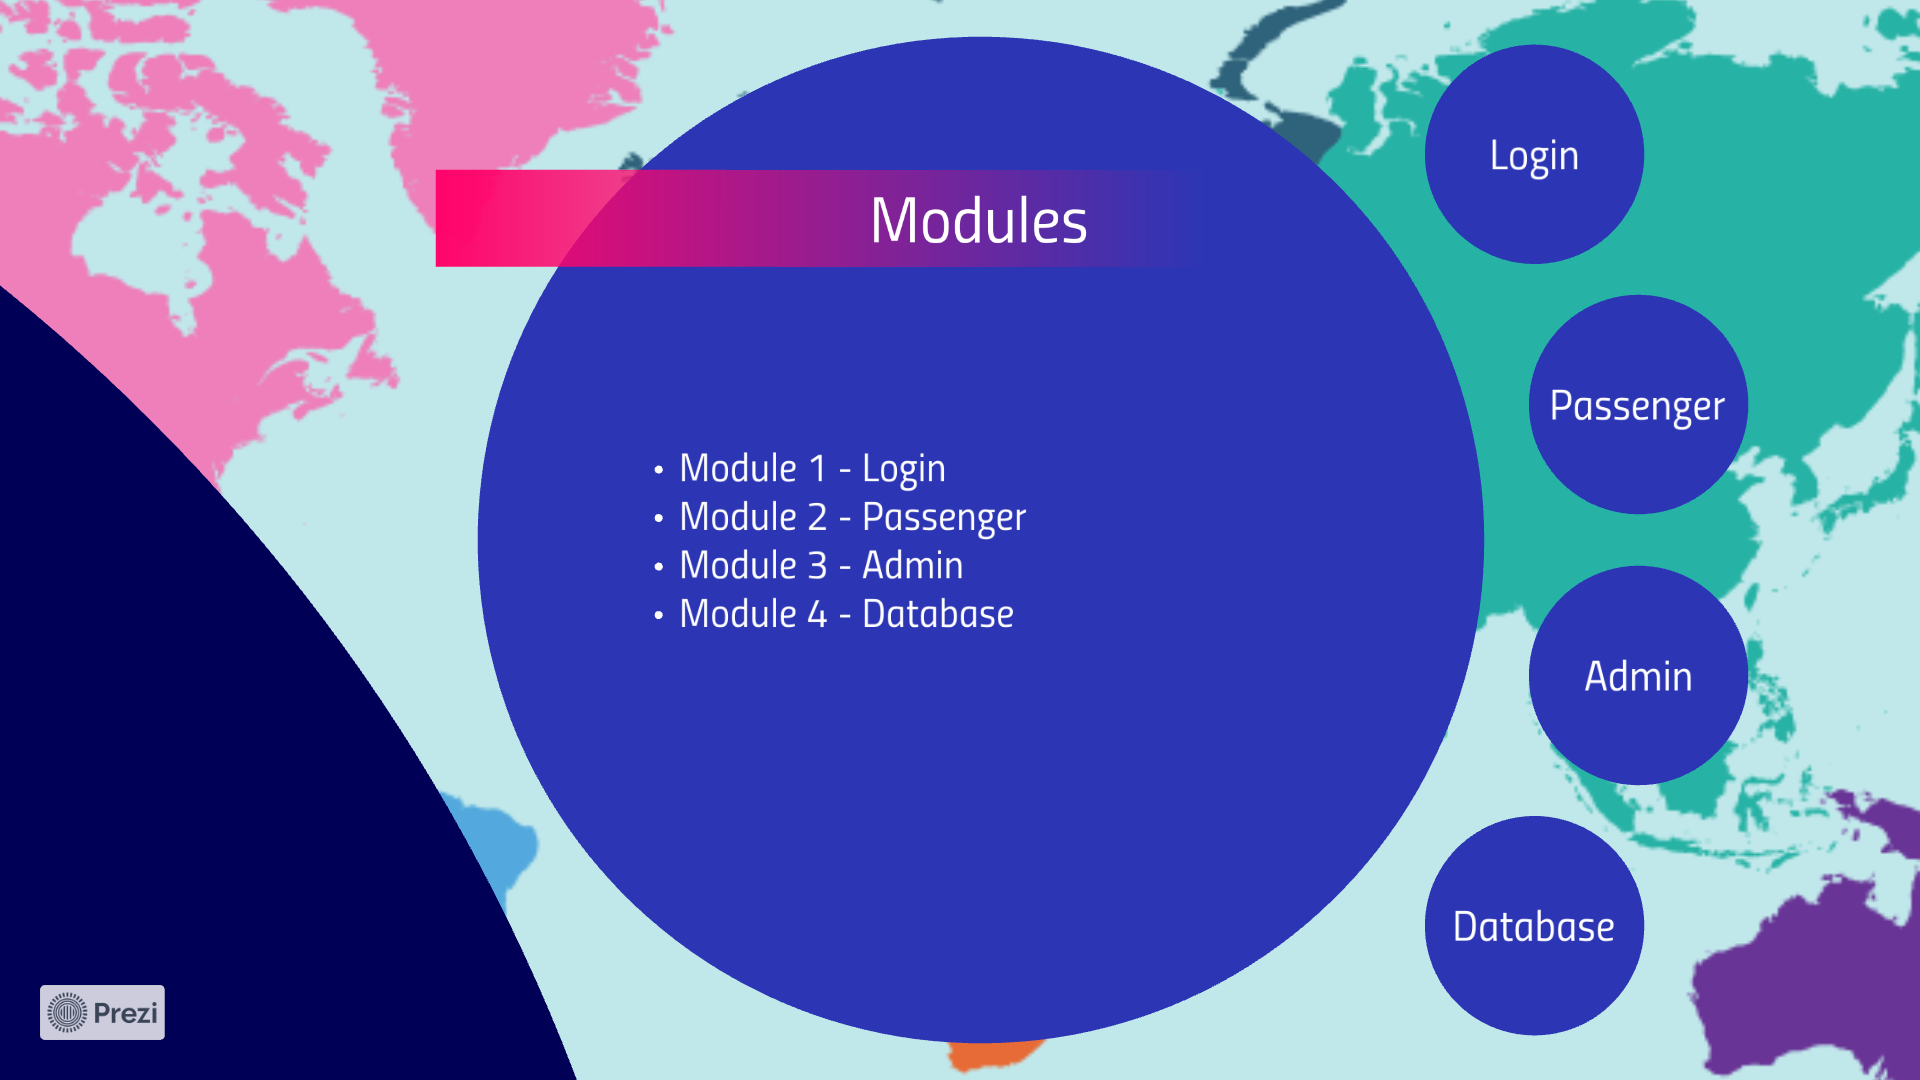 Modules
• Module 1 - Login
• Module 2 - Passenger
• Module 3 - Admin
• Module 4 - Database
Login
Passenger
Admin
Database
Prezi